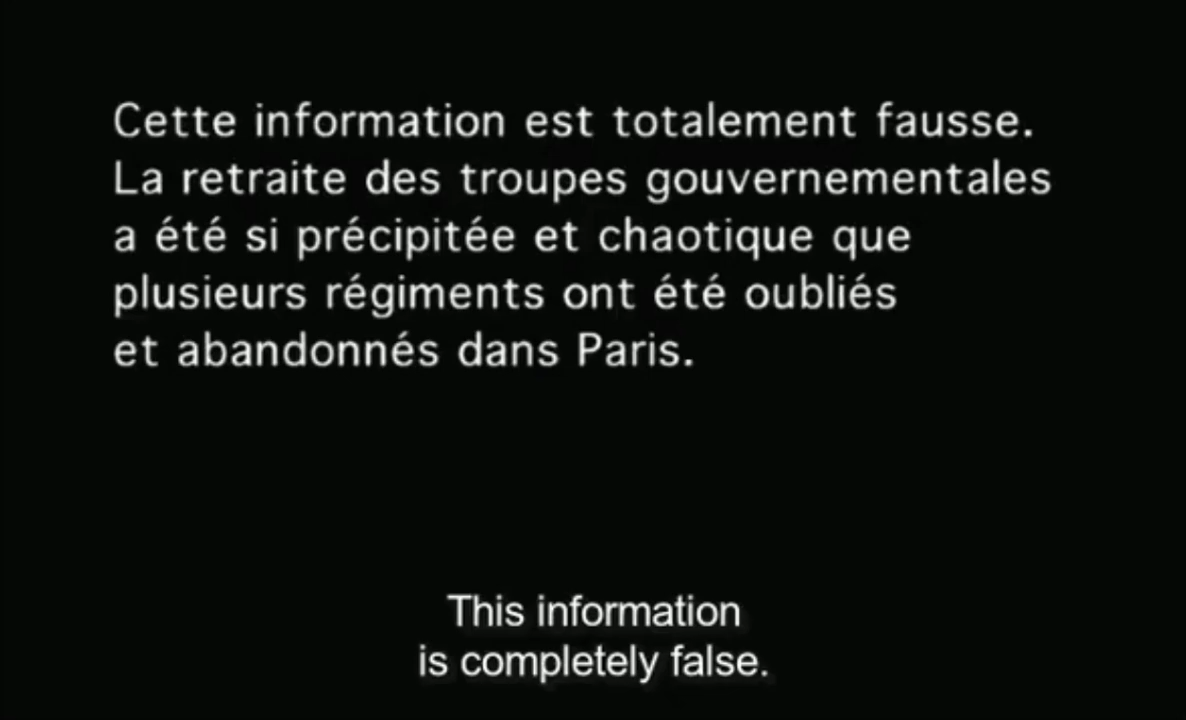 Cette information est totalement fausse.
La retraite des troupes gouvernementales
a été si précipitée et chaotique que
plusieurs régiments ont été oubliés
et abandonnés dans Paris.
This information
is completely false.